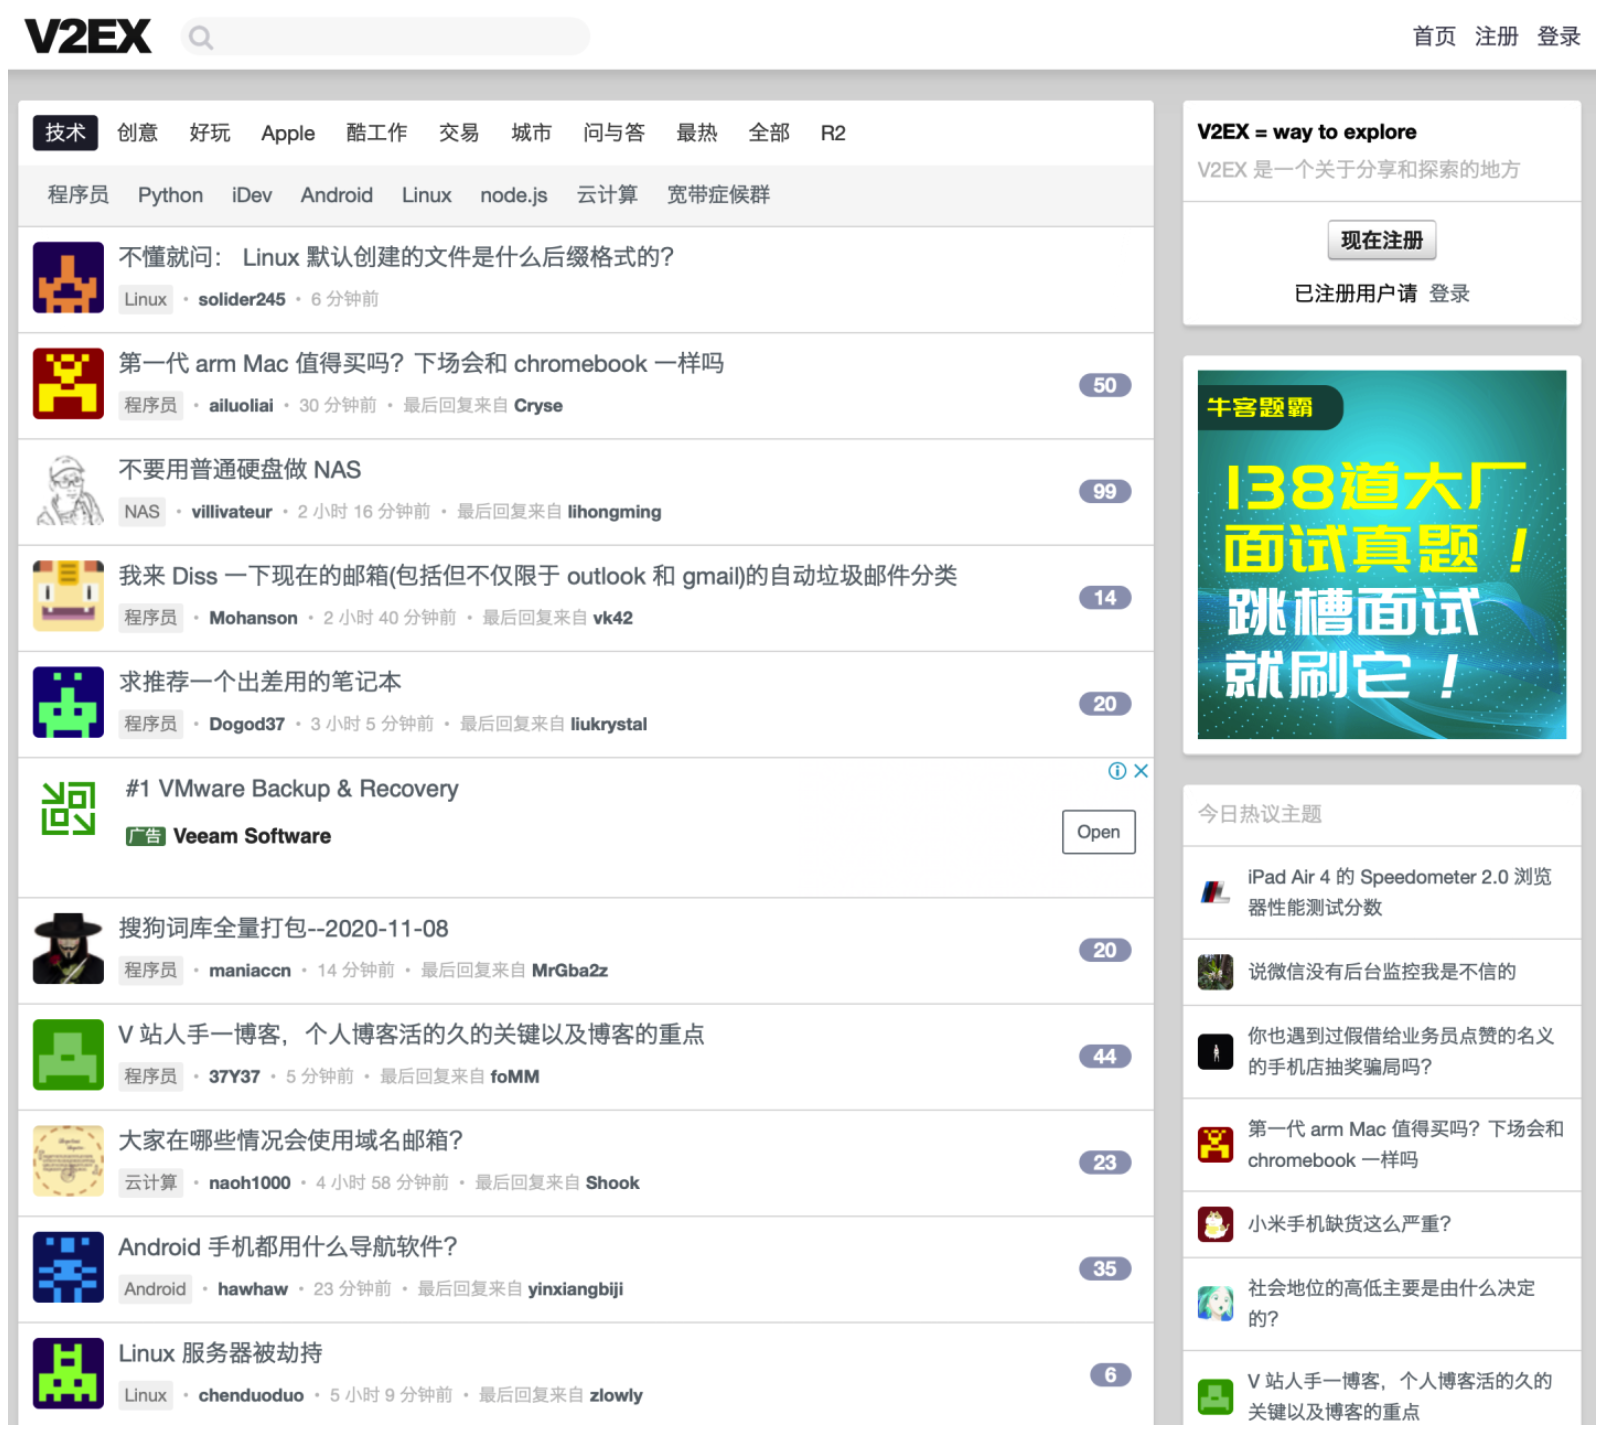 V2EX
首页 注册 登录
技术 创意 好玩 Apple 酷工作 交易 城市 问与答 最热 全部 R2
程序员 Python iDev Android Linux node.js 云计算 宽带症候群
不懂就问： Linux 默认创建的文件是什么后缀格式的？
Linux • solider245 • 6 分钟前
第一代 arm Mac 值得买吗？下场会和 chromebook 一样吗
50
程序员 • ailuoliai • 30 分钟前 • 最后回复来自 Cryse
不要用普通硬盘做 NAS
99
NAS • villivateur • 2 小时 16 分钟前 • 最后回复来自 lihongming
我来 Diss 一下现在的邮箱(包括但不仅限于 outlook 和 gmail)的自动垃圾邮件分类
14
程序员 • Mohanson • 2 小时 40 分钟前 • 最后回复来自 vk42
求推荐一个出差用的笔记本
20
程序员 • Dogod37 • 3 小时 5 分钟前 • 最后回复来自 liukrystal
#1 VMware Backup & Recovery
广告 Veeam Software
Open
搜狗词库全量打包--2020-11-08
20
程序员 • maniaccn • 14 分钟前 • 最后回复来自 MrGba2z
V 站人手一博客，个人博客活的久的关键以及博客的重点
44
程序员 • 37Y37 • 5 分钟前 • 最后回复来自 foMM
大家在哪些情况会使用域名邮箱？
23
云计算 • naoh1000 • 4 小时 58 分钟前 • 最后回复来自 Shook
Android 手机都用什么导航软件？
35
Android • hawhaw • 23 分钟前 • 最后回复来自 yinxiangbiji
Linux 服务器被劫持
6
Linux • chenduoduo • 5 小时 9 分钟前 • 最后回复来自 zlowly
V2EX = way to explore
V2EX 是一个关于分享和探索的地方
现在注册
已注册用户请 登录
牛客题霸
138道大厂
面试真题！
跳槽面试
就刷它！
今日热议主题
iPad Air 4 的 Speedometer 2.0 浏览
器性能测试分数
说微信没有后台监控我是不信的
你也遇到过假借给业务员点赞的名义
的手机店抽奖骗局吗？
第一代 arm Mac 值得买吗？下场会和
chromebook 一样吗
小米手机缺货这么严重？
社会地位的高低主要是由什么决定
的？
V 站人手一博客，个人博客活的久的
关键以及博客的重点